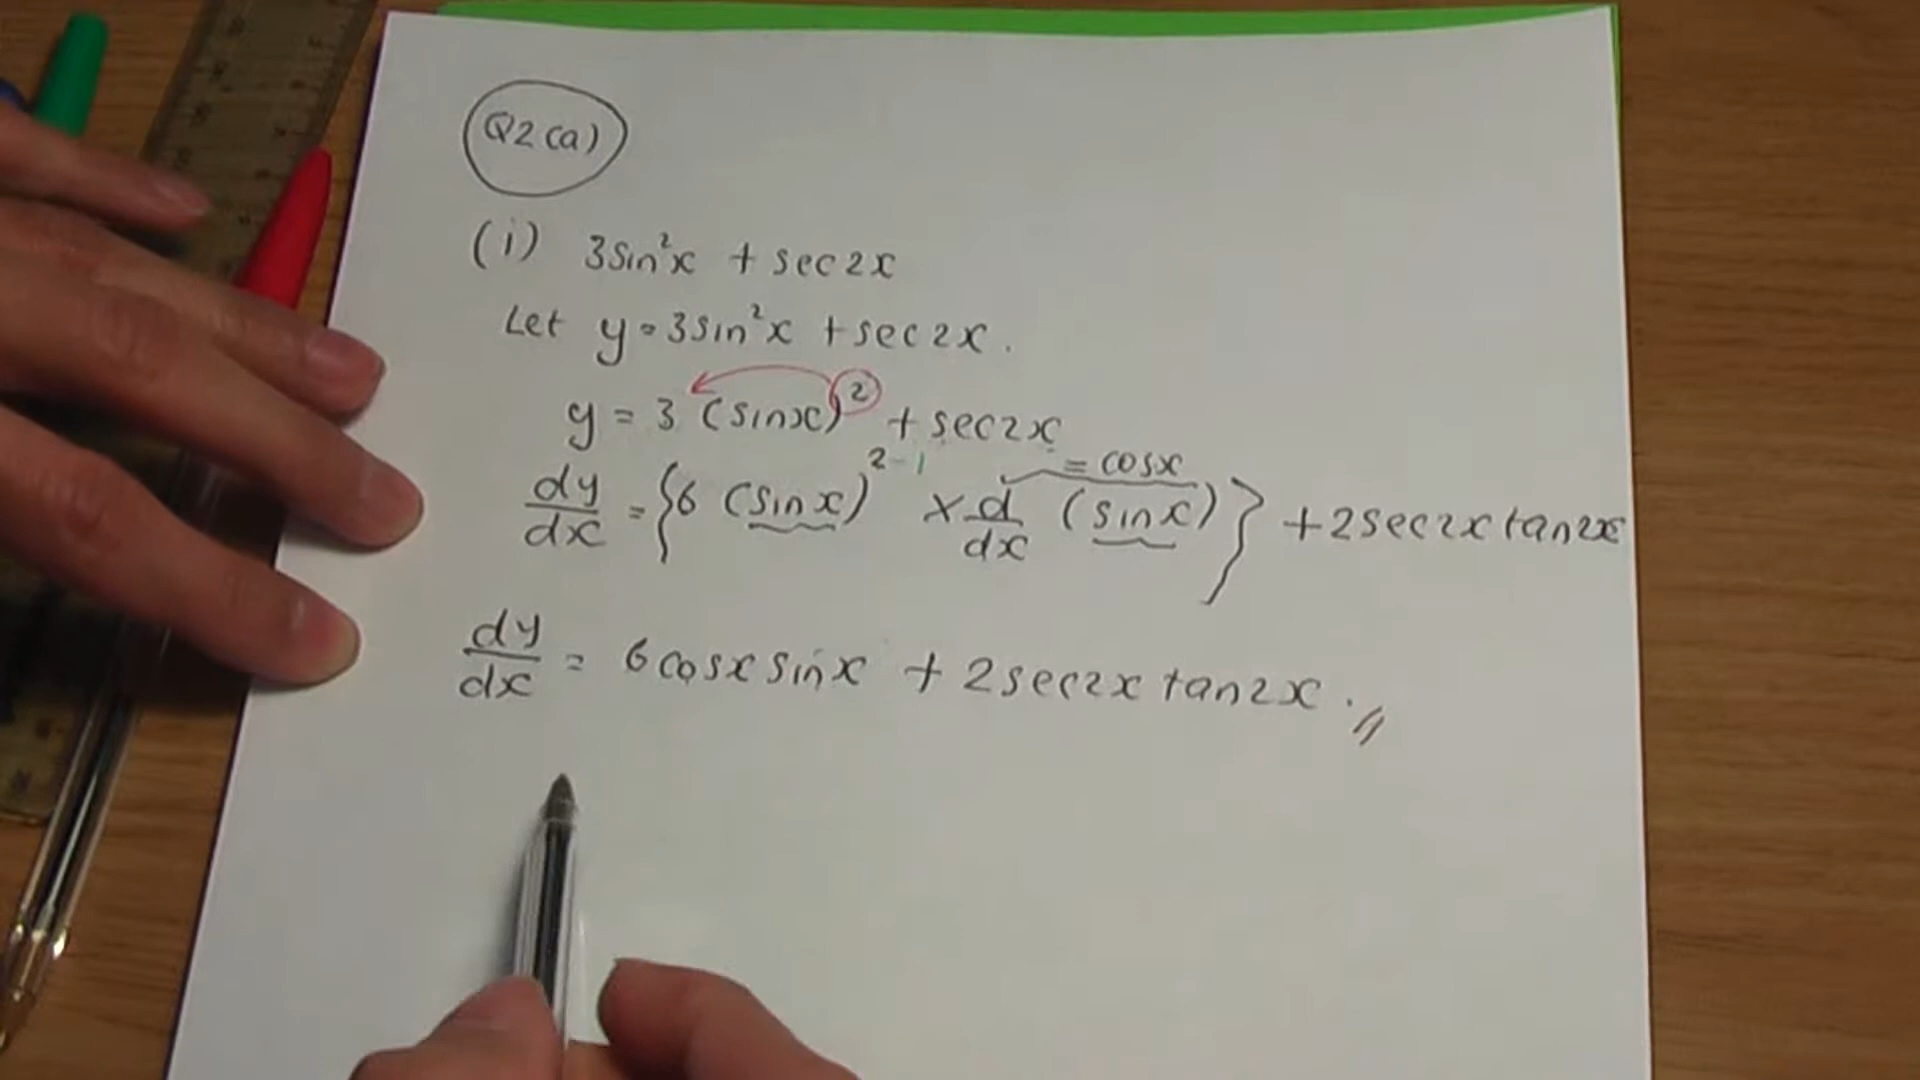 Q2(a)
(i) 3sin²x + sec2x
Let y = 3sin²x + sec2x.
y = 3 (sinx)² + sec2x
= cosx
dy/dx = {6 (sinx)²⁻¹ × d/dx (sinx)} + 2sec2x tan2x
dy/dx = 6cosx sinx + 2sec2x tan2x.